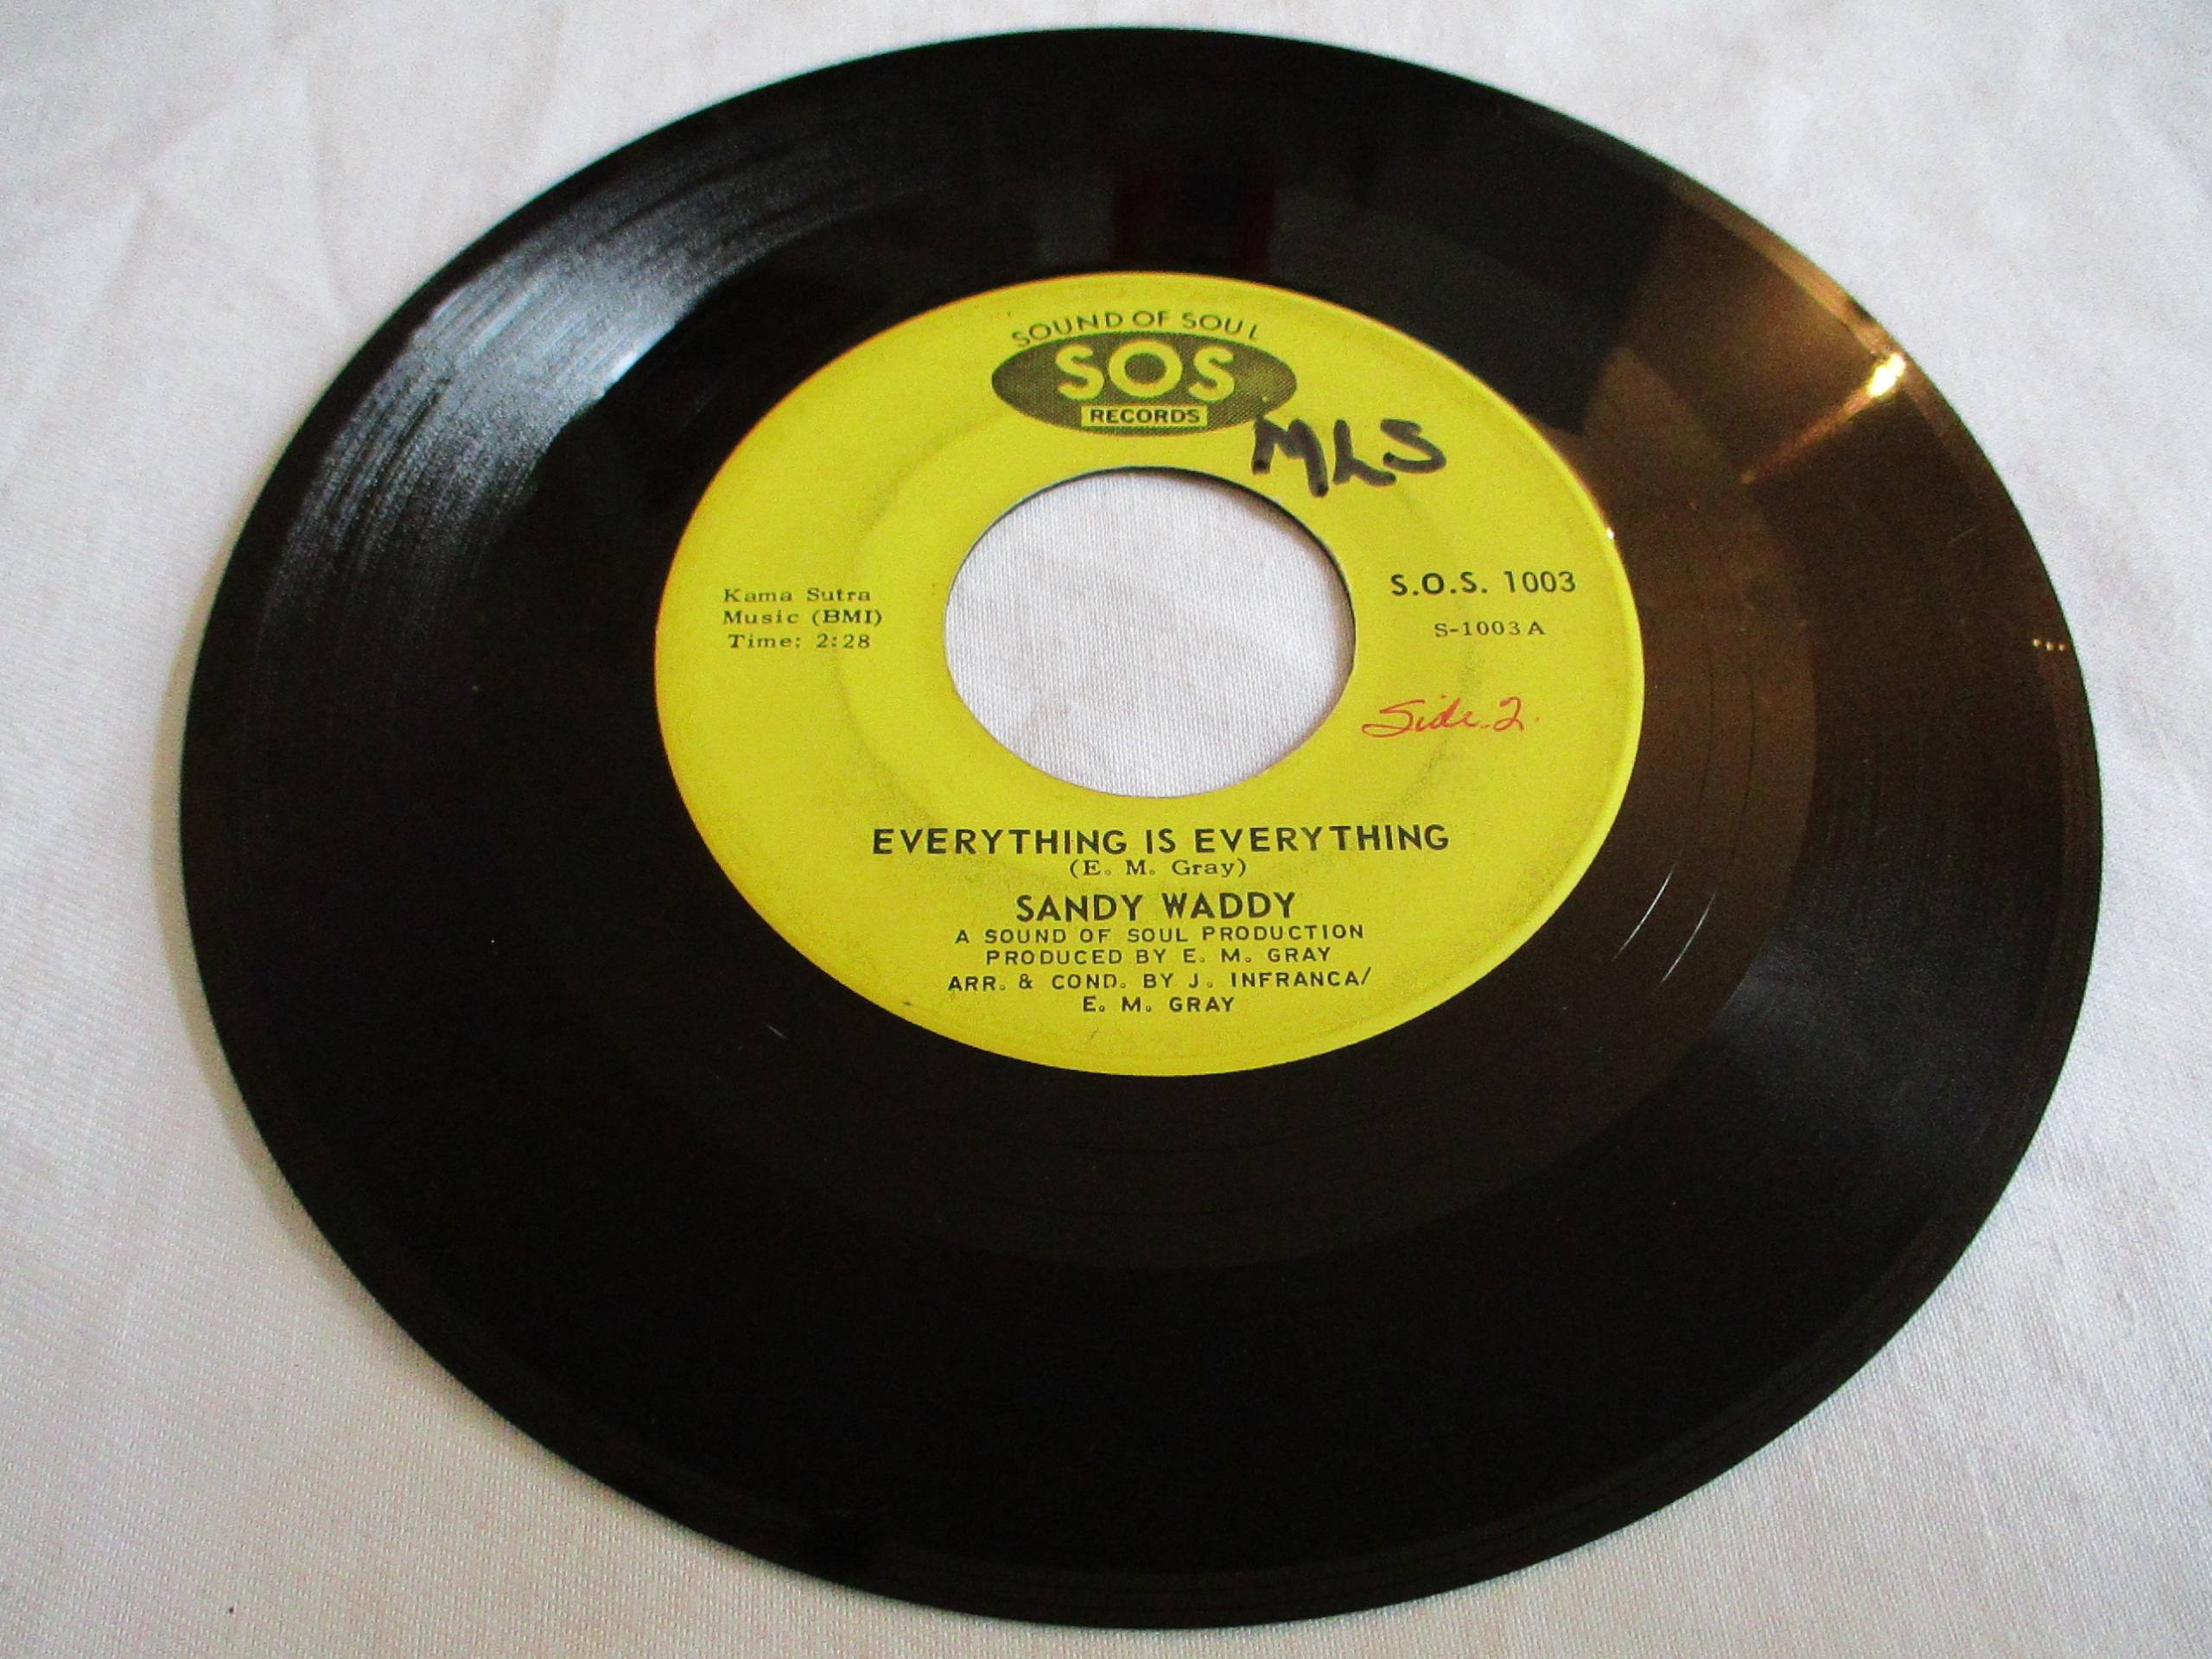 SOUND OF SOUL
SOS
RECORDS
MLS
Kama Sutra
Music (BMI)
Time: 2:28
S.O.S. 1003
S-1003 A
Side 2
EVERYTHING IS EVERYTHING
(E. M. Gray)
SANDY WADDY
A SOUND OF SOUL PRODUCTION
PRODUCED BY E. M. GRAY
ARR. & COND. BY J. INFRANCA/
E. M. GRAY